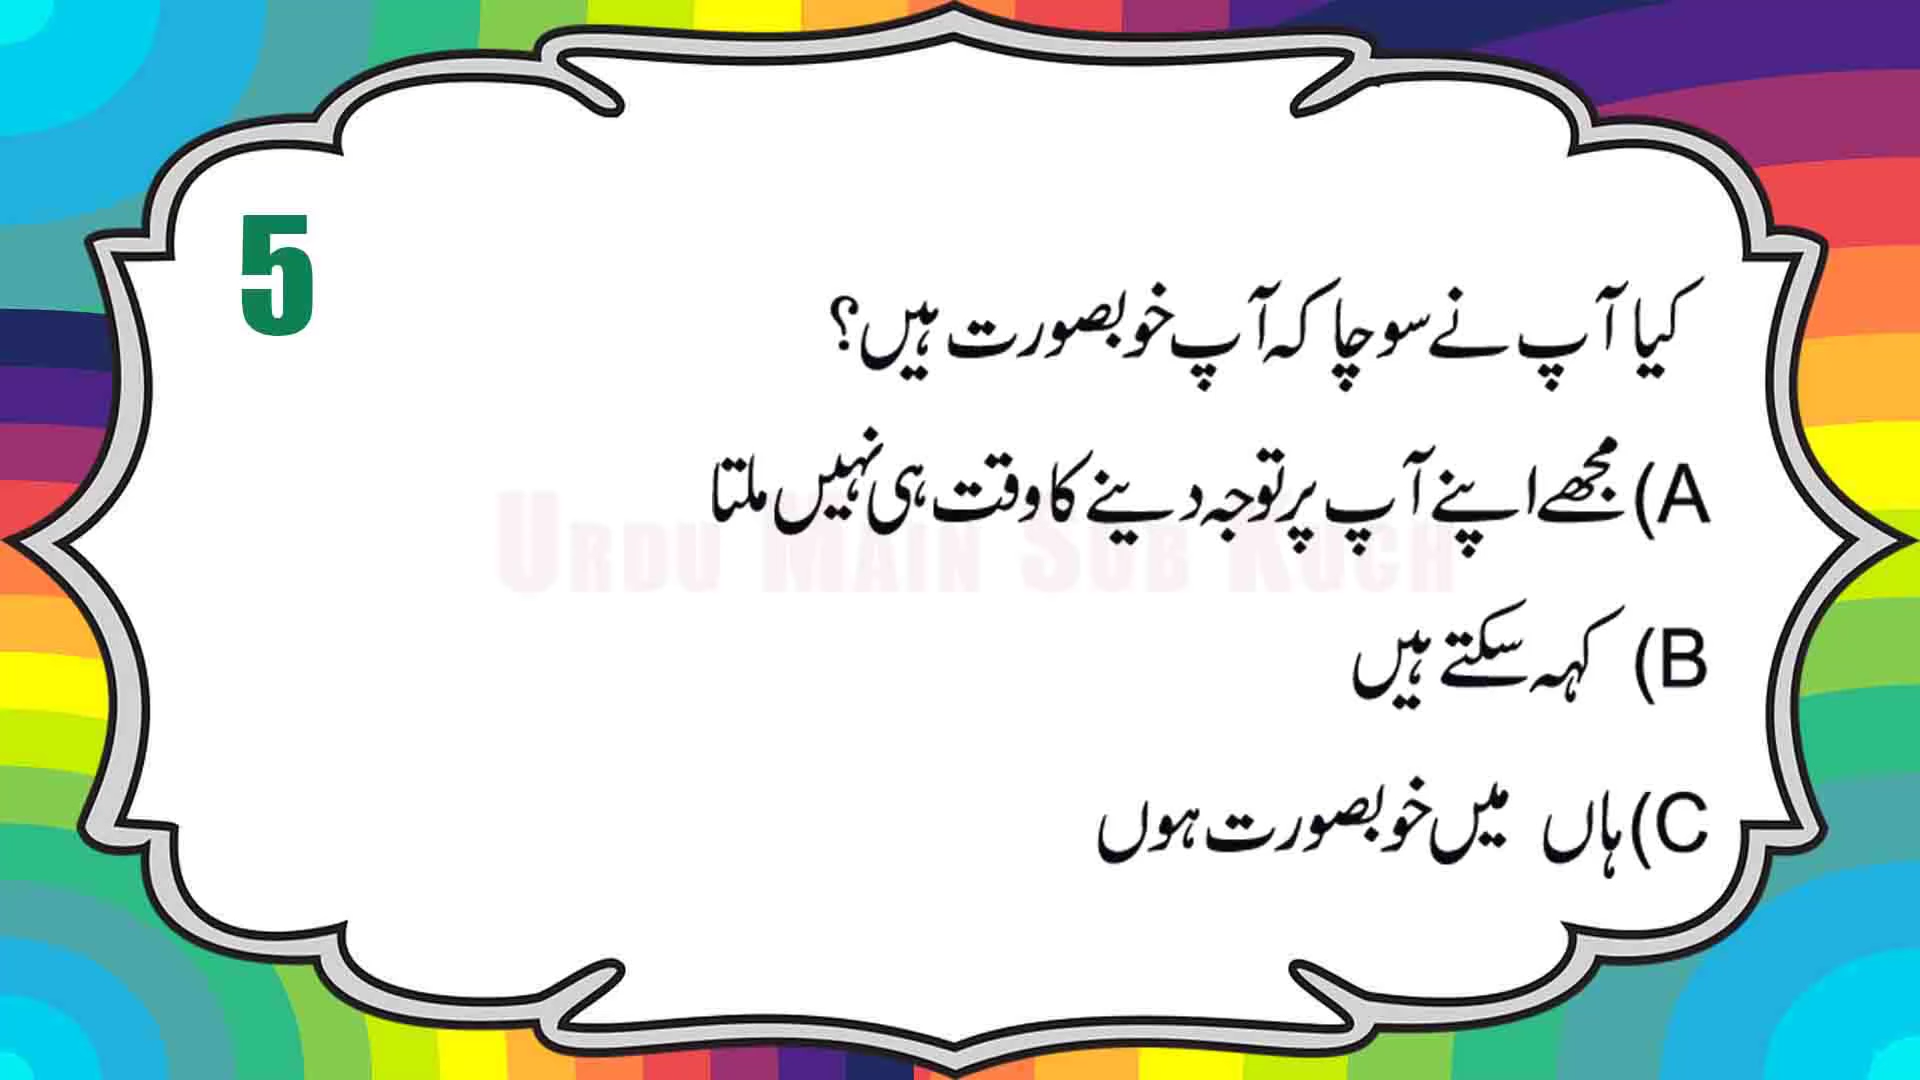 5
کیا آپ نے سوچا کہ آپ خوبصورت ہیں؟
A) مجھے اپنے آپ پر توجہ دینے کا وقت ہی نہیں ملتا
URDU MAIN SUB KUCH
B) کہہ سکتے ہیں
C) ہاں میں خوبصورت ہوں